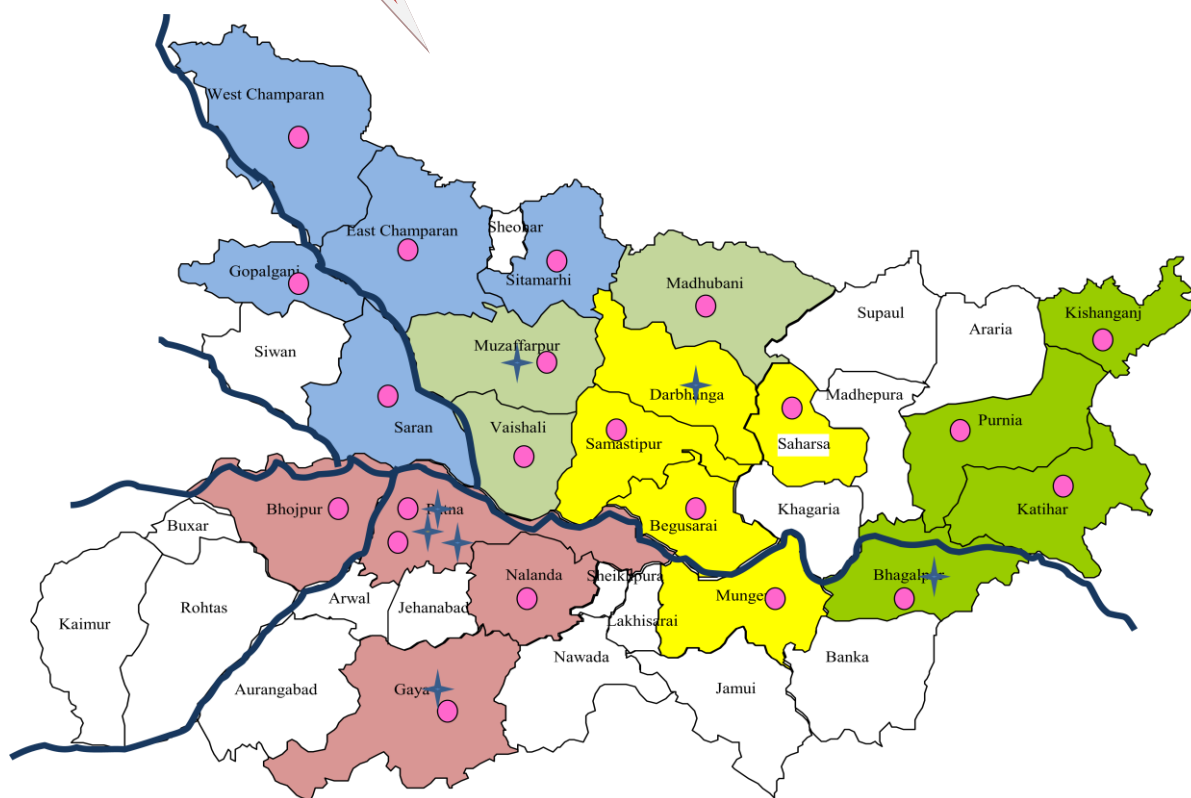 West Champaran
Sheohar
East Champaran
Gopalganj
Sitamarhi
Madhubani
Supaul
Araria
Kishanganj
Siwan
Muzaffarpur
Darbhanga
Madhepura
Saran
Vaishali
Samastipur
Saharsa
Purnia
Bhojpur
Begusarai
Khagaria
Katihar
Buxar
Nalanda
Sheikhpura
Bhagalpur
Rohtas
Arwal
Jehanabad
Munger
Kaimur
Lakhisarai
Aurangabad
Gaya
Nawada
Jamui
Banka